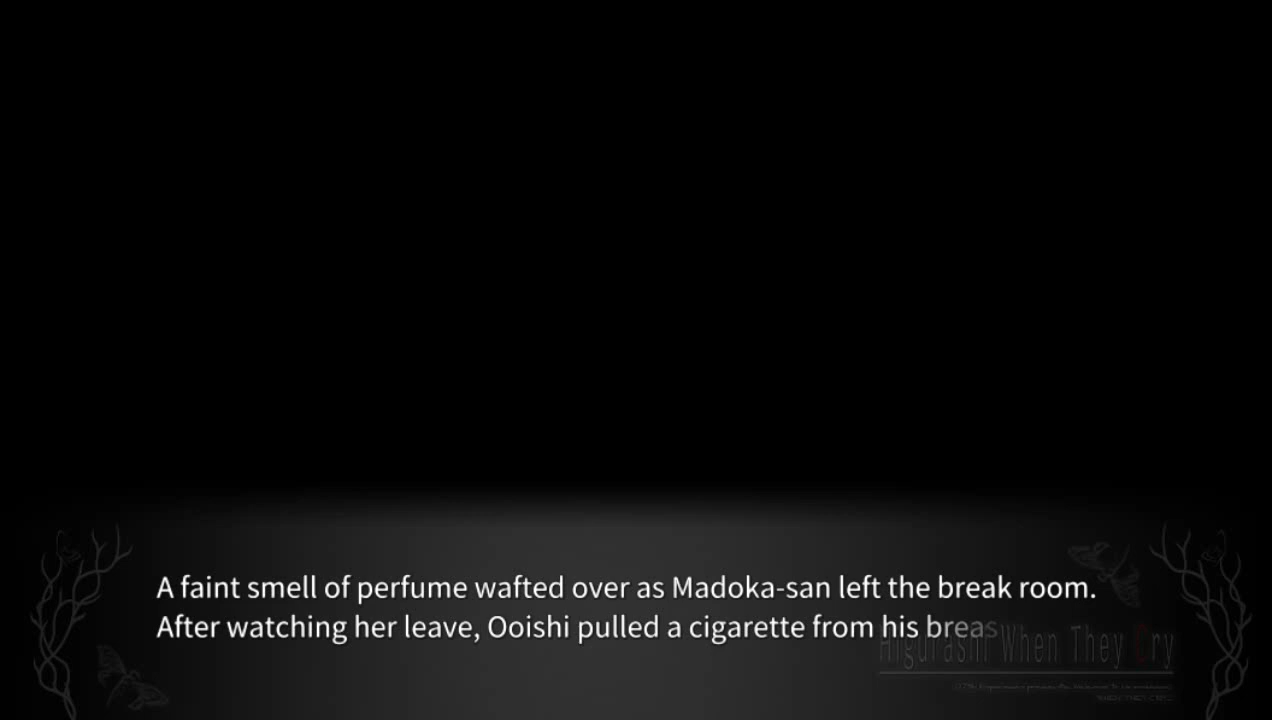 A faint smell of perfume wafted over as Madoka-san left the break room.
After watching her leave, Ooishi pulled a cigarette from his breas
Higurashi When They Cry